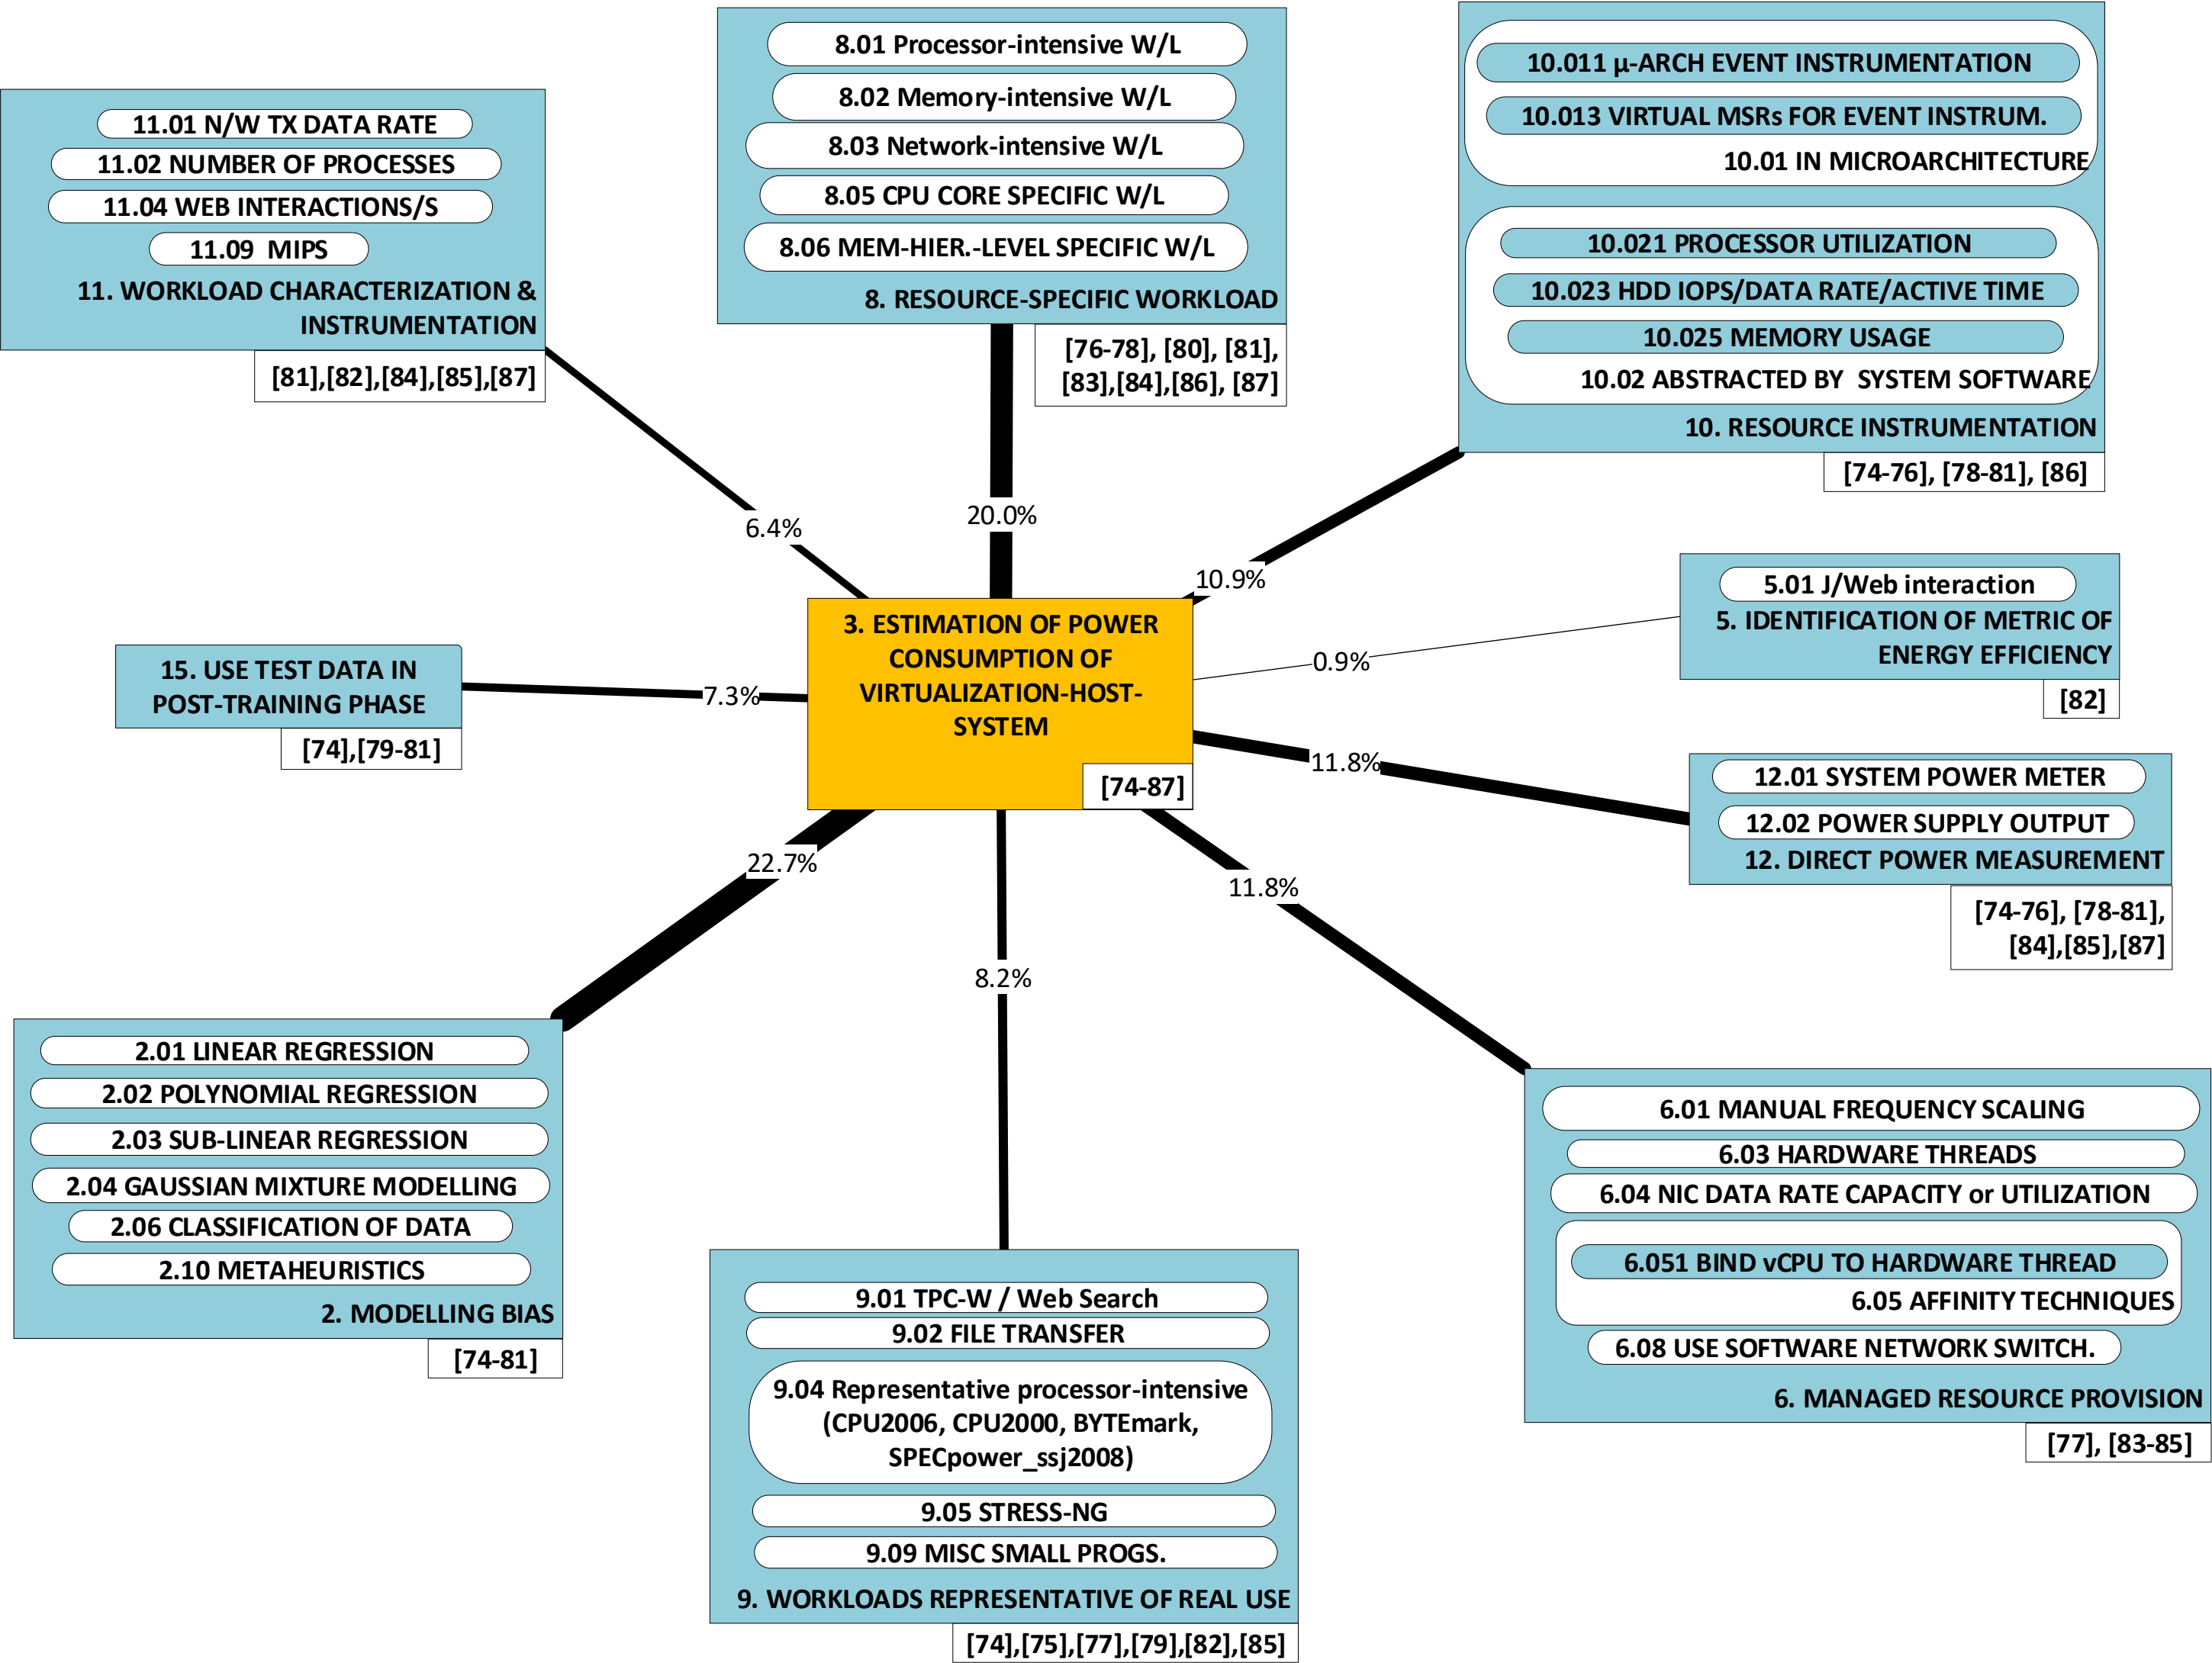 11.01 N/W TX DATA RATE
11.02 NUMBER OF PROCESSES
11.04 WEB INTERACTIONS/S
11.09 MIPS
11. WORKLOAD CHARACTERIZATION &
INSTRUMENTATION
[81],[82],[84],[85],[87]
8.01 Processor-intensive W/L
8.02 Memory-intensive W/L
8.03 Network-intensive W/L
8.05 CPU CORE SPECIFIC W/L
8.06 MEM-HIER.-LEVEL SPECIFIC W/L
8. RESOURCE-SPECIFIC WORKLOAD
[76-78], [80], [81],
[83],[84],[86], [87]
10.011 µ-ARCH EVENT INSTRUMENTATION
10.013 VIRTUAL MSRs FOR EVENT INSTRUM.
10.01 IN MICROARCHITECTURE
10.021 PROCESSOR UTILIZATION
10.023 HDD IOPS/DATA RATE/ACTIVE TIME
10.025 MEMORY USAGE
10.02 ABSTRACTED BY SYSTEM SOFTWARE
10. RESOURCE INSTRUMENTATION
[74-76], [78-81], [86]
6.4%
20.0%
10.9%
5.01 J/Web interaction
5. IDENTIFICATION OF METRIC OF
ENERGY EFFICIENCY
[82]
0.9%
15. USE TEST DATA IN
POST-TRAINING PHASE
[74],[79-81]
7.3%
3. ESTIMATION OF POWER
CONSUMPTION OF
VIRTUALIZATION-HOST-
SYSTEM
[74-87]
11.8%
12.01 SYSTEM POWER METER
12.02 POWER SUPPLY OUTPUT
12. DIRECT POWER MEASUREMENT
[74-76], [78-81],
[84],[85],[87]
22.7%
8.2%
11.8%
2.01 LINEAR REGRESSION
2.02 POLYNOMIAL REGRESSION
2.03 SUB-LINEAR REGRESSION
2.04 GAUSSIAN MIXTURE MODELLING
2.06 CLASSIFICATION OF DATA
2.10 METAHEURISTICS
2. MODELLING BIAS
[74-81]
9.01 TPC-W / Web Search
9.02 FILE TRANSFER
9.04 Representative processor-intensive
(CPU2006, CPU2000, BYTEmark,
SPECpower_ssj2008)
9.05 STRESS-NG
9.09 MISC SMALL PROGS.
9. WORKLOADS REPRESENTATIVE OF REAL USE
[74],[75],[77],[79],[82],[85]
6.01 MANUAL FREQUENCY SCALING
6.03 HARDWARE THREADS
6.04 NIC DATA RATE CAPACITY or UTILIZATION
6.051 BIND vCPU TO HARDWARE THREAD
6.05 AFFINITY TECHNIQUES
6.08 USE SOFTWARE NETWORK SWITCH.
6. MANAGED RESOURCE PROVISION
[77], [83-85]